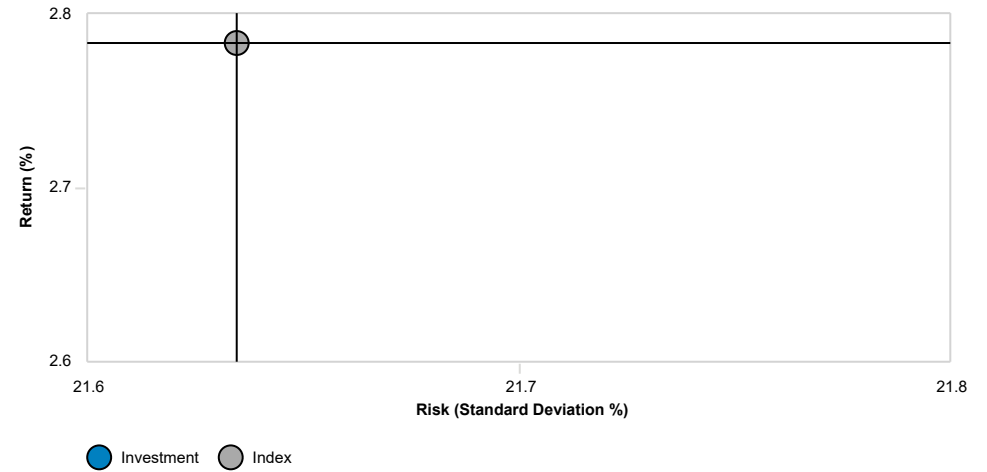 2.8
Return (%)
2.7
2.6
21.6
21.7
21.8
Risk (Standard Deviation %)
Investment
Index